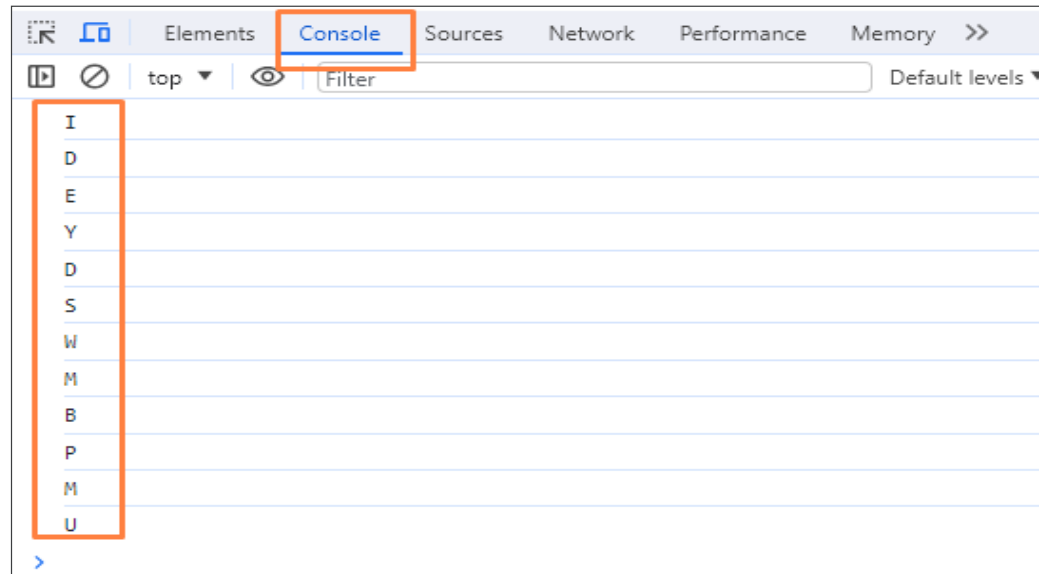 Elements Console Sources Network Performance Memory >>
top ▼ Filter Default levels ▼
I
D
E
Y
D
S
W
M
B
P
M
U
>